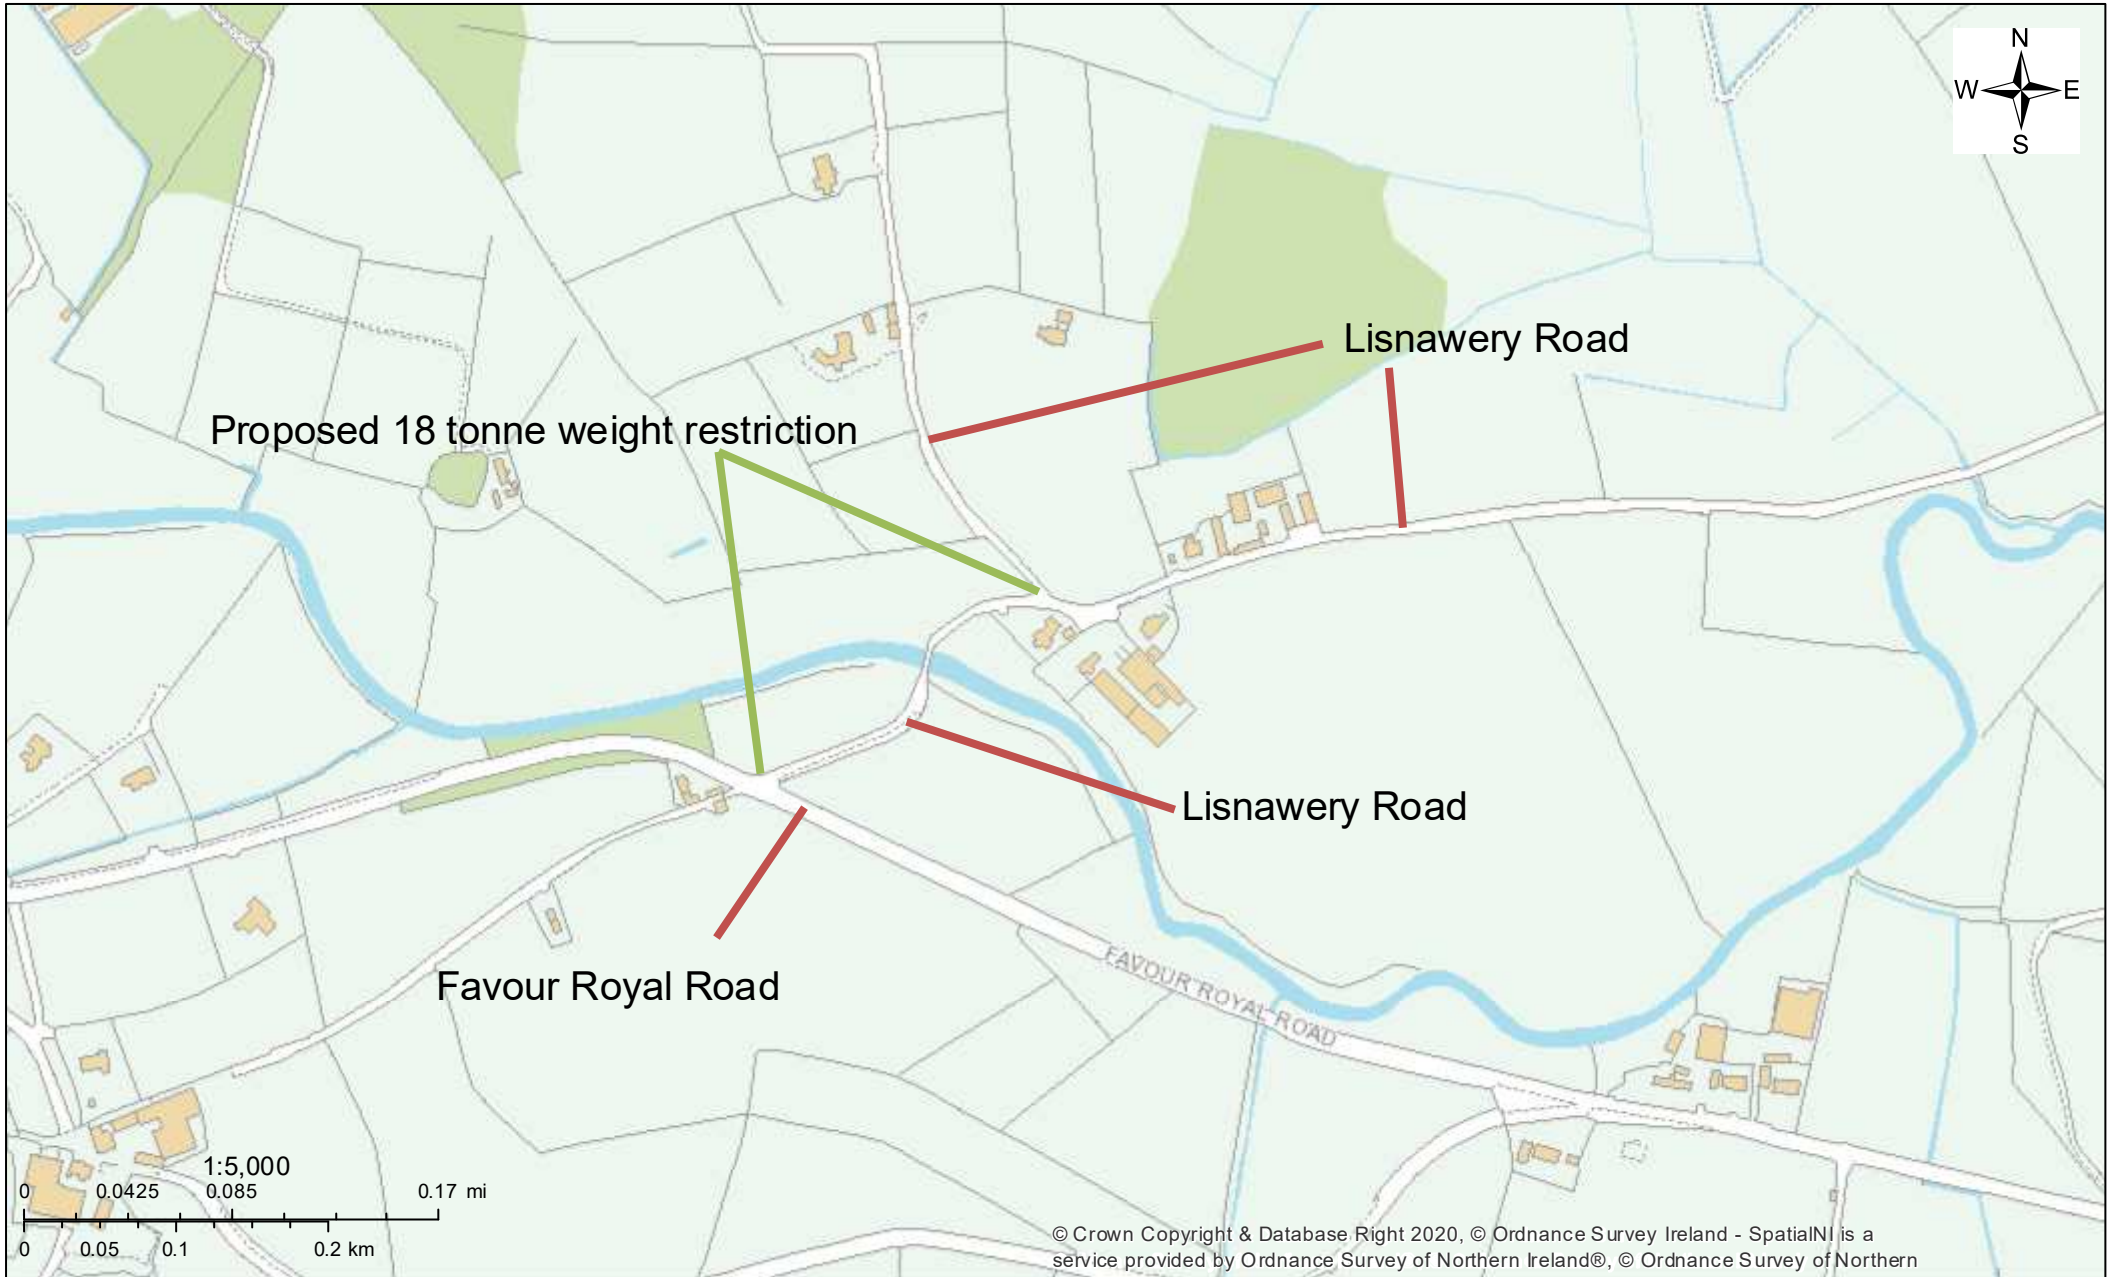 N
W E
S
Lisnawery Road
Proposed 18 tonne weight restriction
Lisnawery Road
FAVOUR ROYAL ROAD
Favour Royal Road
1:5,000
0 0.0425 0.085 0.17 mi
0 0.05 0.1 0.2 km
© Crown Copyright & Database Right 2020, © Ordnance Survey Ireland - SpatialNI is a
service provided by Ordnance Survey of Northern Ireland®, © Ordnance Survey of Northern